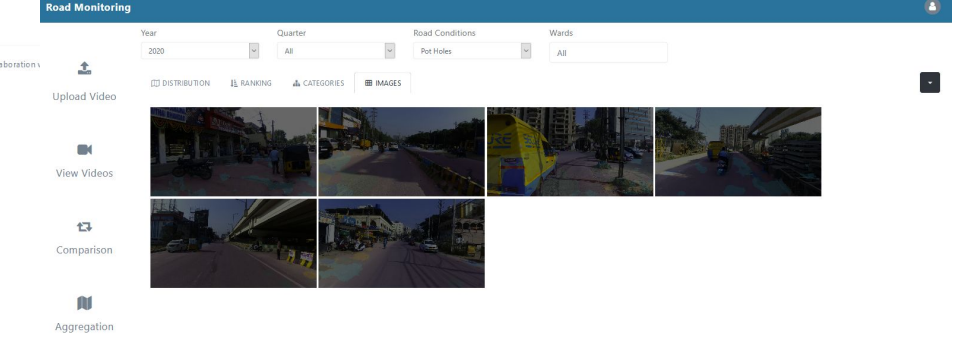 Road Monitoring
Year
Quarter
Road Conditions
Wards
2020
All
Pot Holes
All
aboration
Upload Video
DISTRIBUTION
RANKING
CATEGORIES
IMAGES
View Videos
Comparison
Aggregation